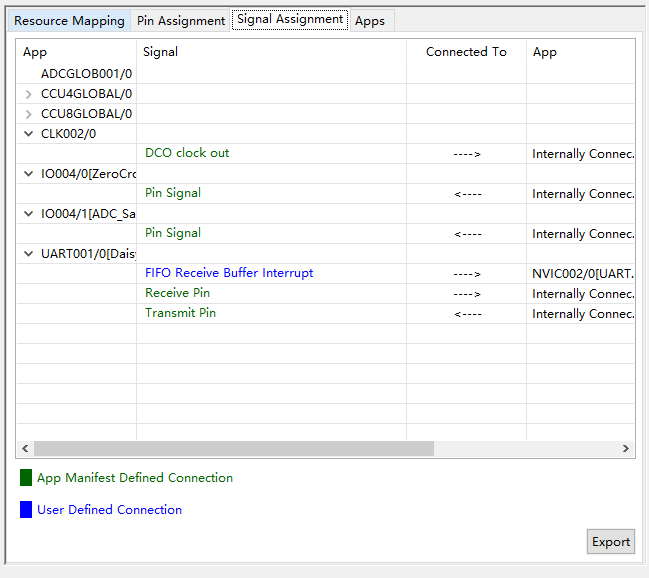 Resource Mapping Pin Assignment Signal Assignment Apps
App Signal Connected To App
ADCGLOB001/0
CCU4GLOBAL/0
CCU8GLOBAL/0
CLK002/0
DCO clock out ----> Internally Connec.
IO004/0[ZeroCro
Pin Signal <---- Internally Connec.
IO004/1[ADC_Sa
Pin Signal <---- Internally Connec.
UART001/0[Daisy
FIFO Receive Buffer Interrupt ----> NVIC002/0[UART.
Receive Pin ----> Internally Connec.
Transmit Pin <---- Internally Connec.
App Manifest Defined Connection
User Defined Connection
Export